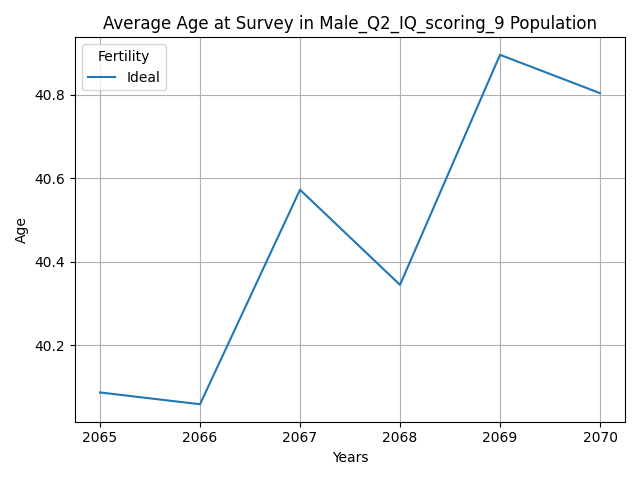 Average Age at Survey in Male_Q2_IQ_scoring_9 Population
Fertility
Ideal
Age
40.8
40.6
40.4
40.2
2065 2066 2067 2068 2069 2070
Years